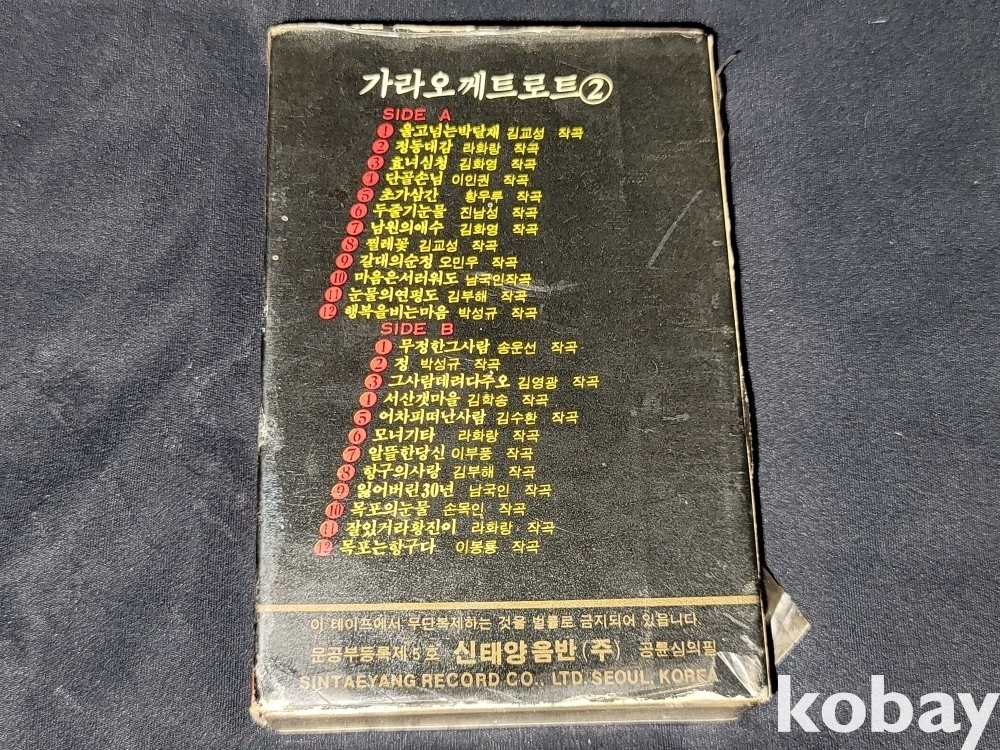 가라오께트로트②
SIDE A
1 울고넘는박달재 김교성 작곡
2 정동대감 라화랑 작곡
3 효녀심청 김화영 작곡
4 단골손님 이인권 작곡
5 초가삼간 황우루 작곡
6 두줄기눈물 진남성 작곡
7 남원의애수 김화영 작곡
8 찔레꽃 김교성 작곡
9 갈대의순정 오민우 작곡
10 마음은서러워도 남국인작곡
11 눈물의연평도 김부해 작곡
12 행복을비는마음 박성규 작곡
SIDE B
1 무정한그사람 송운선 작곡
2 정 박성규 작곡
3 그사람데려다주오 김영광 작곡
4 서산갯마을 김학송 작곡
5 어차피떠난사람 김수환 작곡
6 모녀기타 라화랑 작곡
7 알뜰한당신 이부풍 작곡
8 항구의사랑 김부해 작곡
9 잃어버린30년 남국인 작곡
10 목포의눈물 손목인 작곡
11 잘있거라황진이 라화랑 작곡
12 목포는항구다 이봉룡 작곡
이 테이프에서 무단복제하는 것을 법률로 금지되어 있읍니다.
문공부등록제5호 신태양음반(주) 공륜심의필
SINTAEYANG RECORD CO., LTD. SEOUL, KOREA
kobay